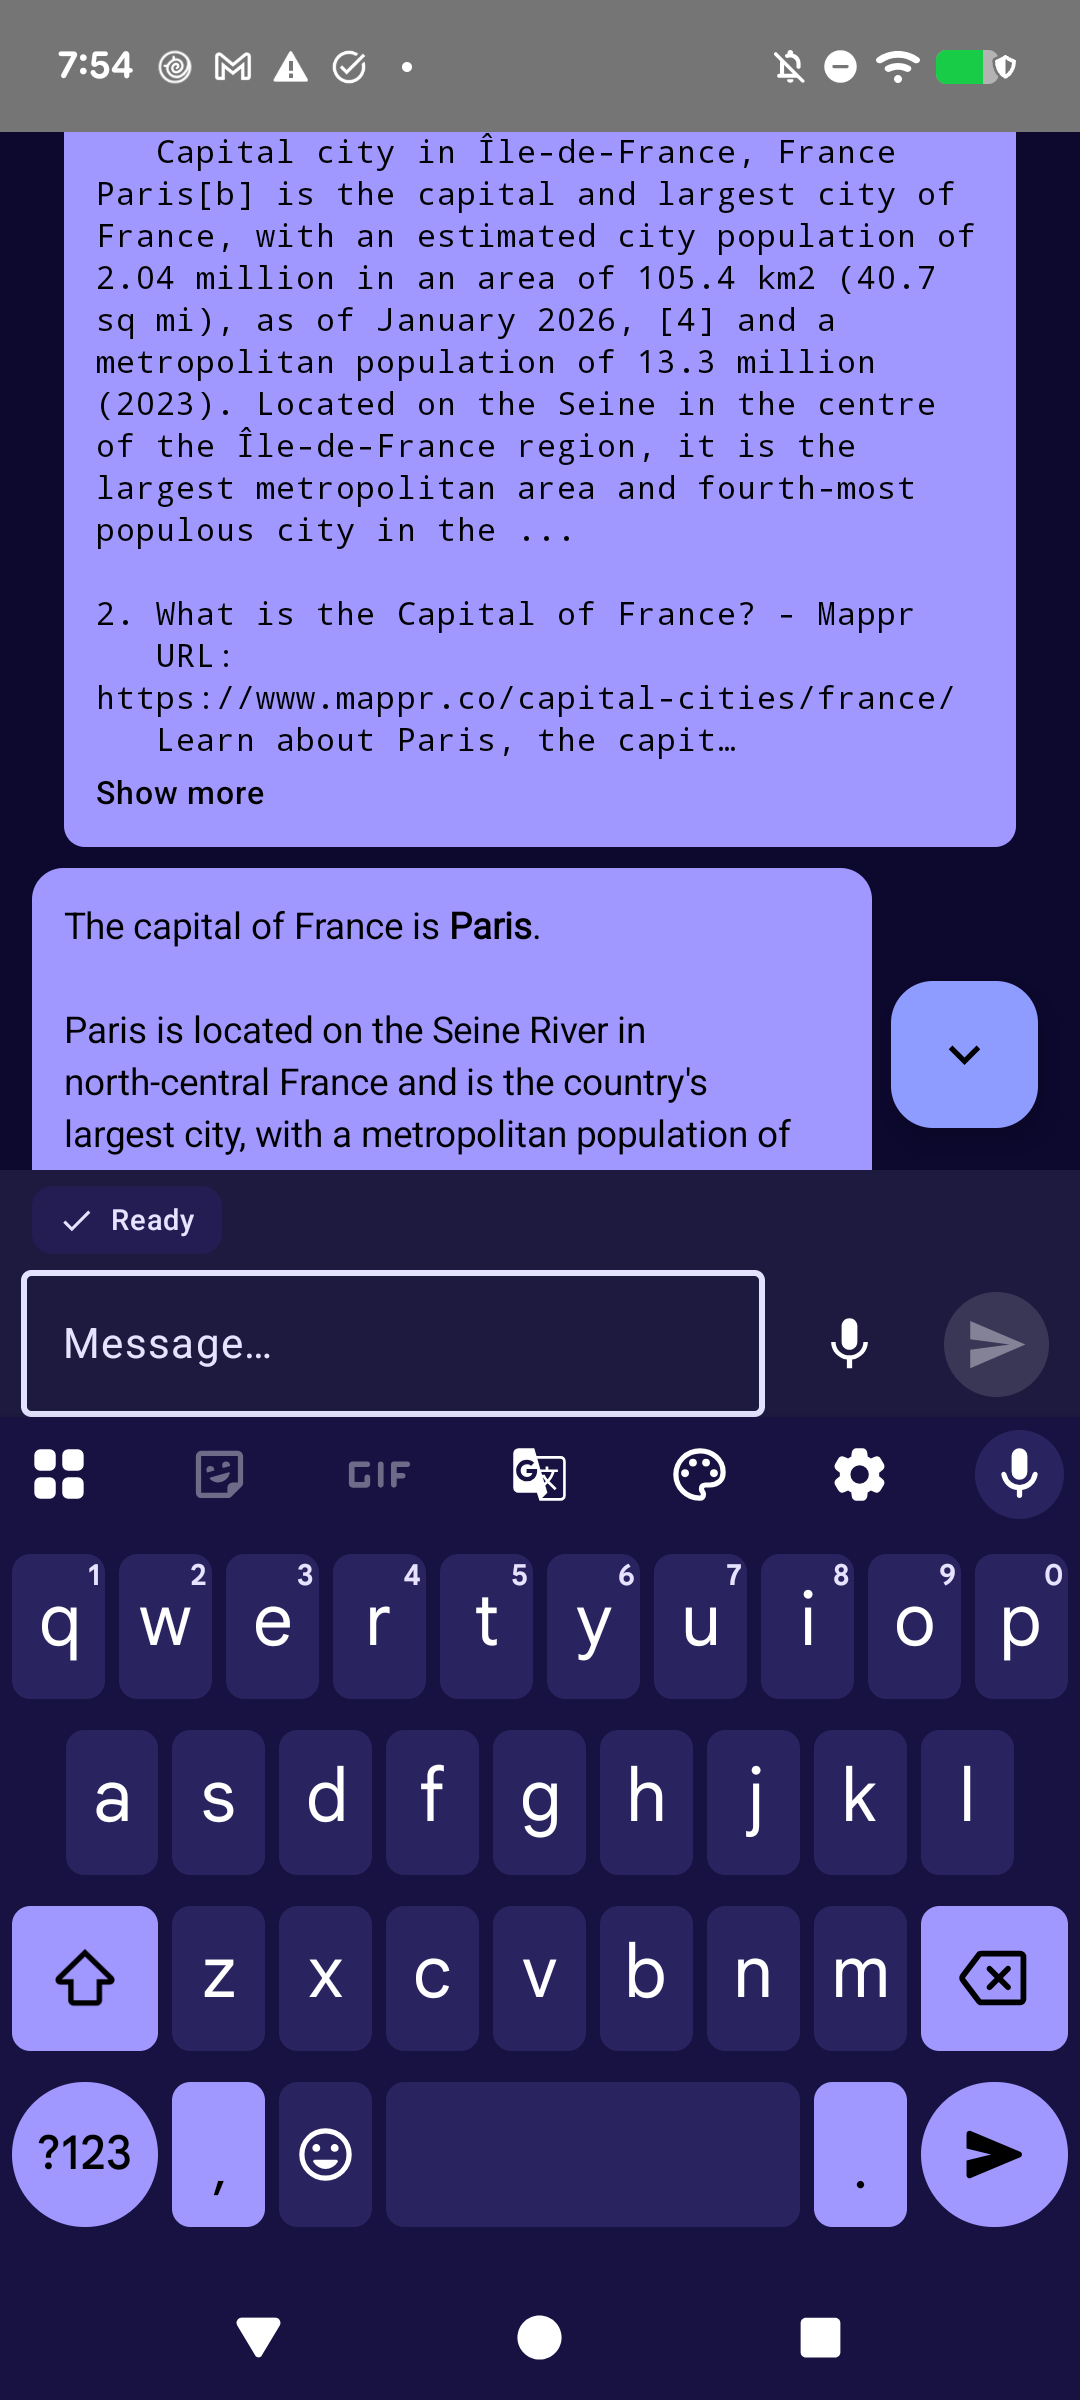 7:54
Capital city in Île-de-France, France
Paris[b] is the capital and largest city of
France, with an estimated city population of
2.04 million in an area of 105.4 km2 (40.7
sq mi), as of January 2026, [4] and a
metropolitan population of 13.3 million
(2023). Located on the Seine in the centre
of the Île-de-France region, it is the
largest metropolitan area and fourth-most
populous city in the ...
2. What is the Capital of France? - Mappr
URL:
https://www.mappr.co/capital-cities/france/
Learn about Paris, the capit…
Show more
The capital of France is Paris.
Paris is located on the Seine River in
north-central France and is the country's
largest city, with a metropolitan population of
Ready
Message…
GIF
1 2 3 4 5 6 7 8 9 0
q w e r t y u i o p
a s d f g h j k l
z x c v b n m
?123 , .